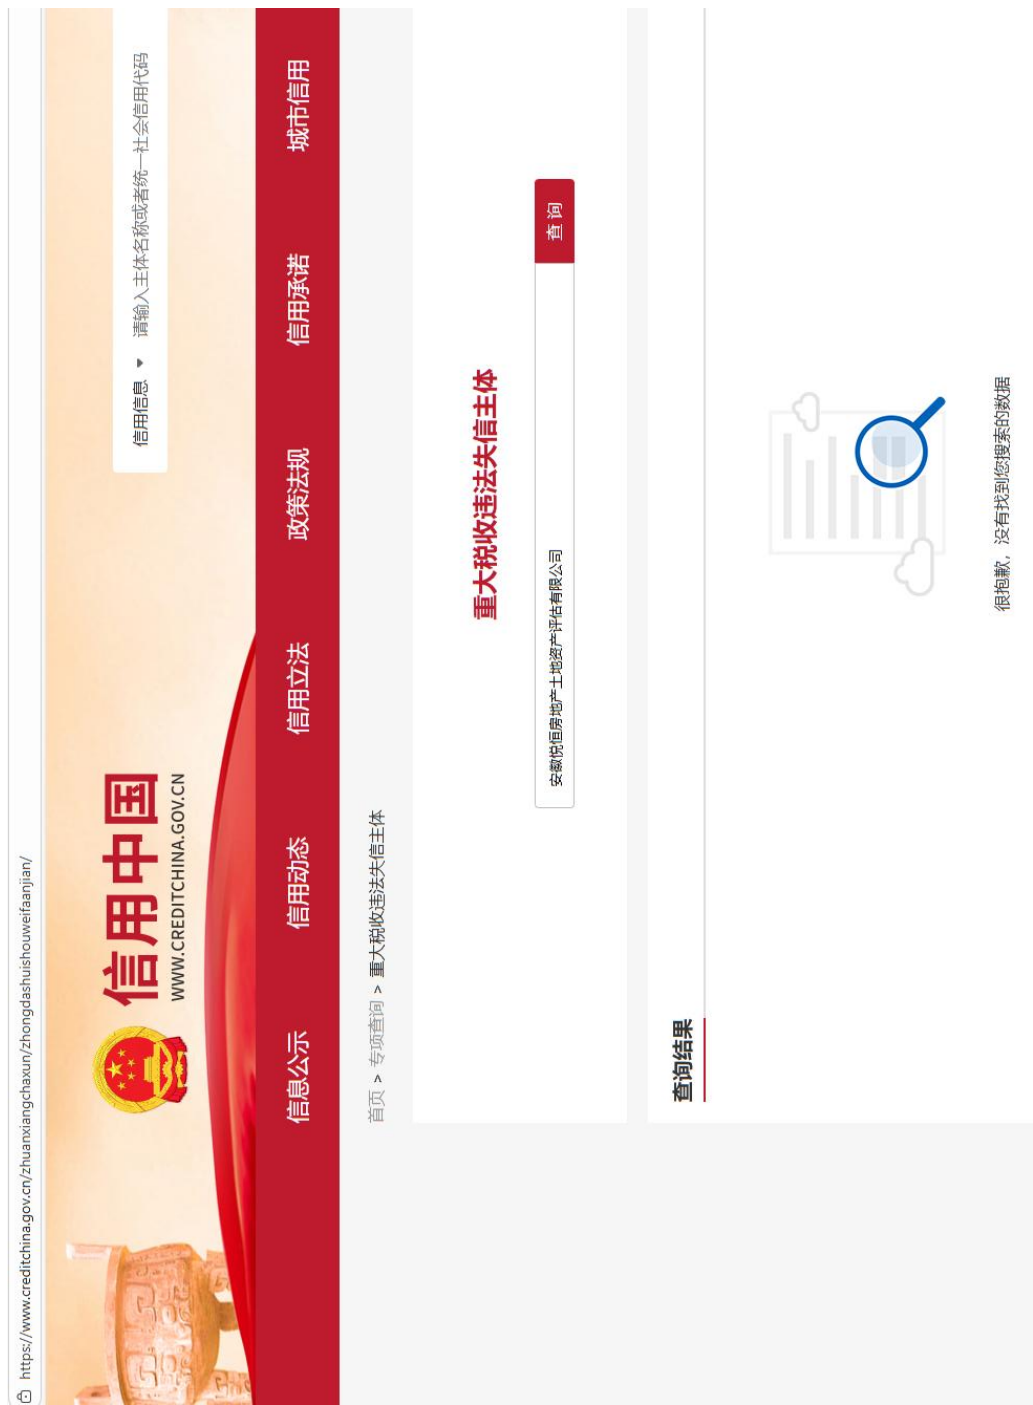 https://www.creditchina.gov.cn/zhuanxiangchaxun/zhongdashuishouweifaanjian/
信用中国
WWW.CREDITCHINA.GOV.CN
信用信息 请输入主体名称或者统一社会信用代码
信息公示 信用动态 信用立法 政策法规 信用承诺 城市信用
首页 > 专项查询 > 重大税收违法失信主体
重大税收违法失信主体
安徽悦恒房地产土地资产评估有限公司 查询
查询结果
很抱歉，没有找到您搜索的数据